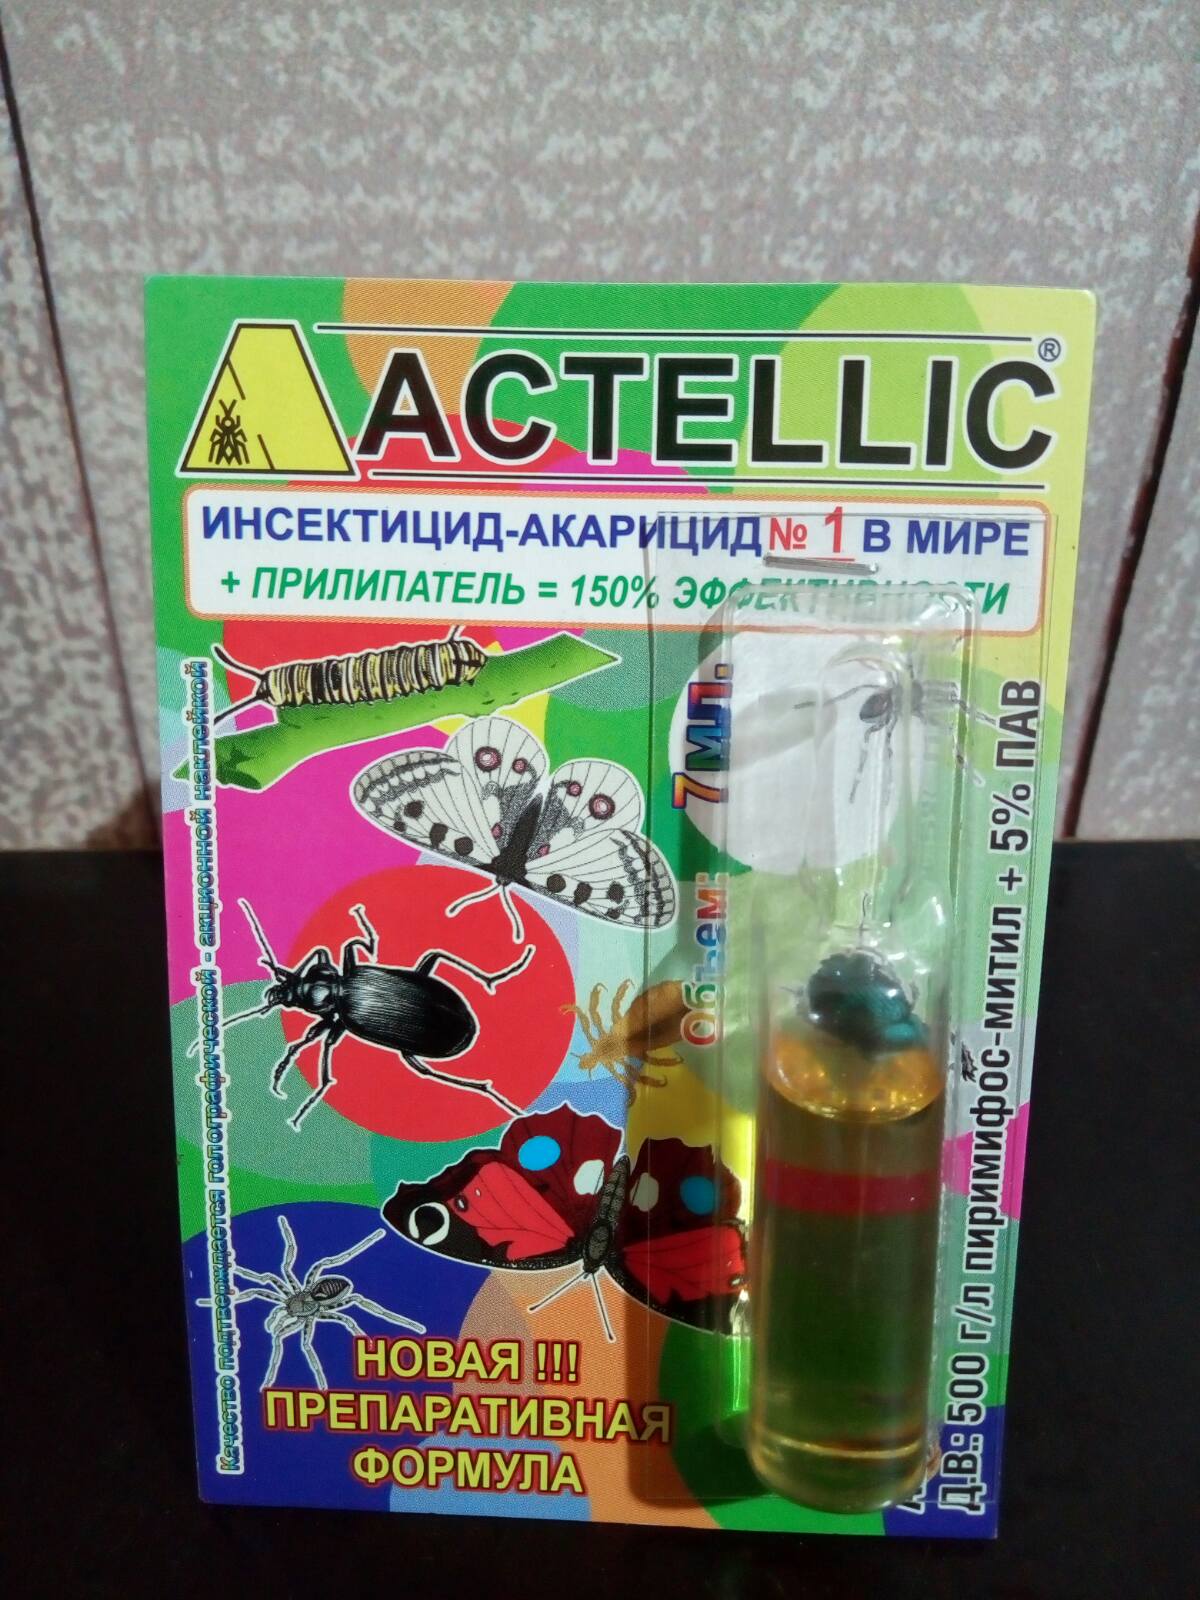 ACTELLIC®
ИНСЕКТИЦИД-АКАРИЦИД № 1 В МИРЕ
+ ПРИЛИПАТЕЛЬ = 150% ЭФФЕКТИВНОСТИ
Качество подтверждается голографической - акционной наклейкой
Объем: 7 мл.
Д.В.: 500 г/л пиримифос-митил + 5% ПАВ
НОВАЯ !!!
ПРЕПАРАТИВНАЯ
ФОРМУЛА